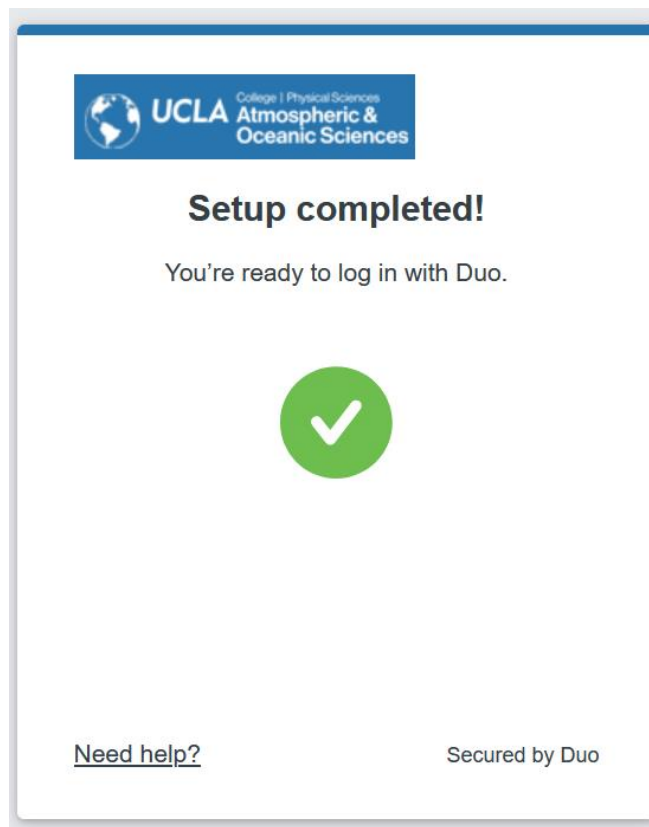 UCLA
College | Physical Sciences
Atmospheric &
Oceanic Sciences
Setup completed!
You’re ready to log in with Duo.
Need help?
Secured by Duo